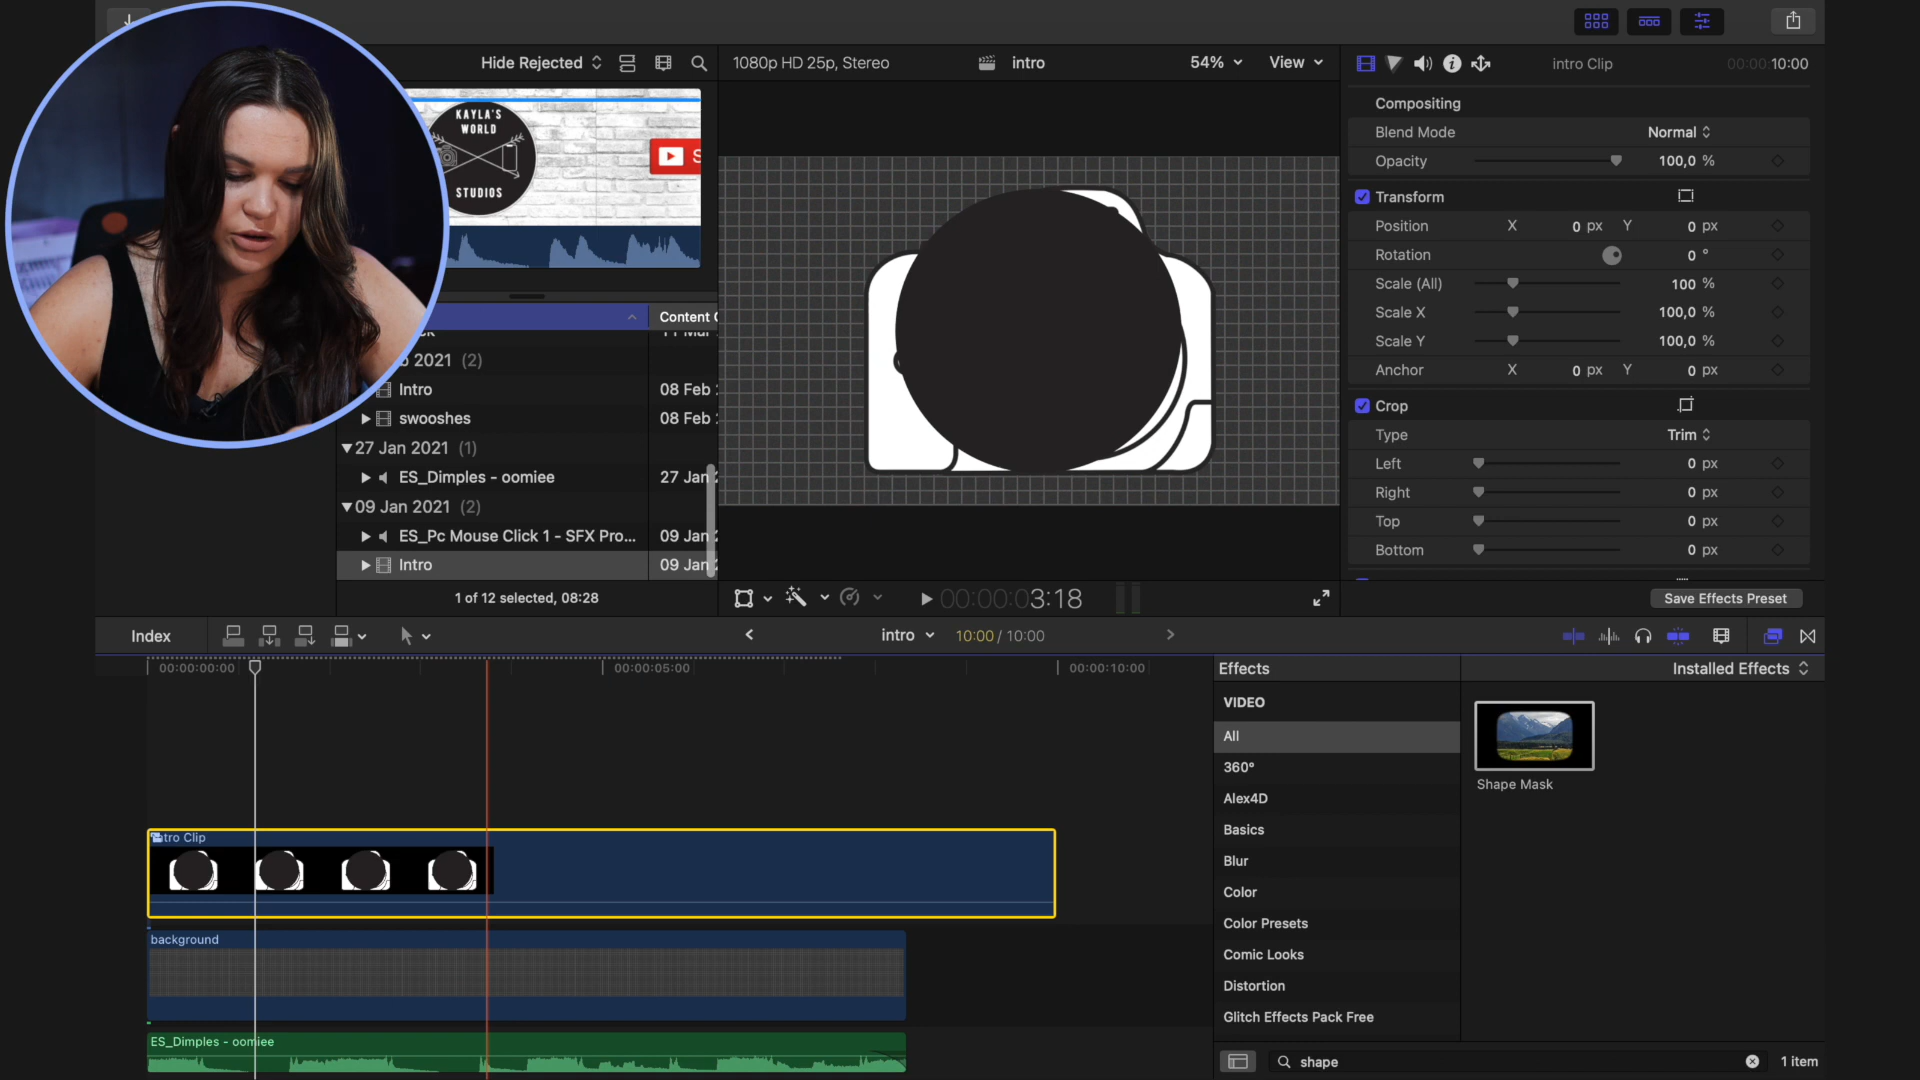 Hide Rejected
1080p HD 25p, Stereo
intro
54%
View
intro Clip
00:00:10:00
KAYLA'S
WORLD
STUDIOS
S
Content C
2021 (2)
Intro
08 Feb
swooshes
08 Feb
27 Jan 2021 (1)
ES_Dimples - oomiee
27 Jan
09 Jan 2021 (2)
ES_Pc Mouse Click 1 - SFX Pro...
09 Jan
Intro
09 Jan
1 of 12 selected, 08:28
00:00:03:18
Compositing
Blend Mode
Normal
Opacity
100,0 %
Transform
Position X 0 px Y 0 px
Rotation 0 °
Scale (All) 100 %
Scale X 100,0 %
Scale Y 100,0 %
Anchor X 0 px Y 0 px
Crop
Type Trim
Left 0 px
Right 0 px
Top 0 px
Bottom 0 px
Save Effects Preset
Index
intro
10:00 / 10:00
00:00:00:00
00:00:05:00
00:00:10:00
ntro Clip
background
ES_Dimples - oomiee
Effects
Installed Effects
VIDEO
All
360°
Alex4D
Basics
Blur
Color
Color Presets
Comic Looks
Distortion
Glitch Effects Pack Free
Shape Mask
shape
1 item